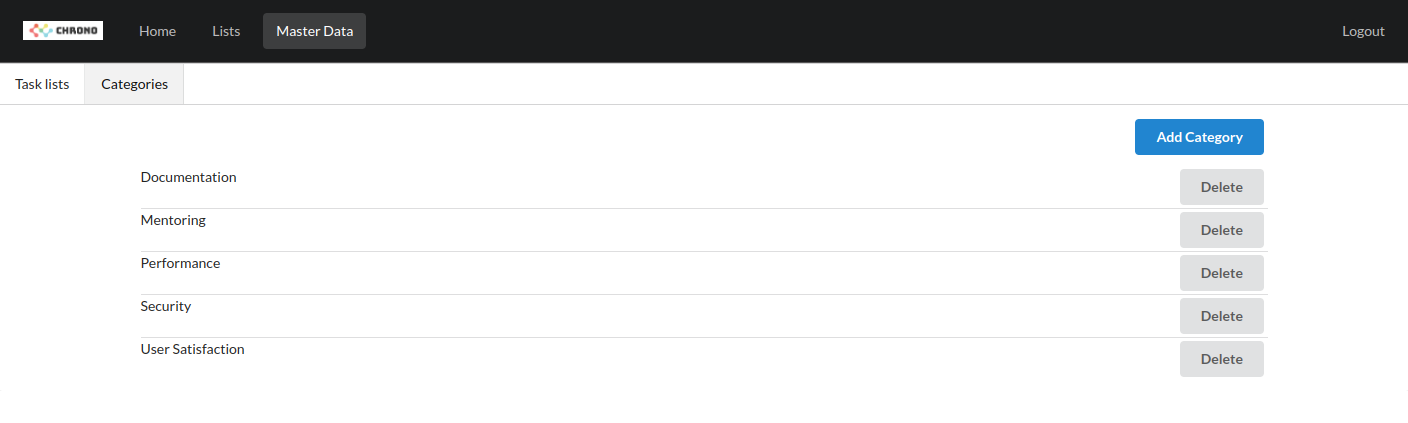 CHRONO Home Lists Master Data Logout
Task lists Categories
Add Category
Documentation Delete
Mentoring Delete
Performance Delete
Security Delete
User Satisfaction Delete